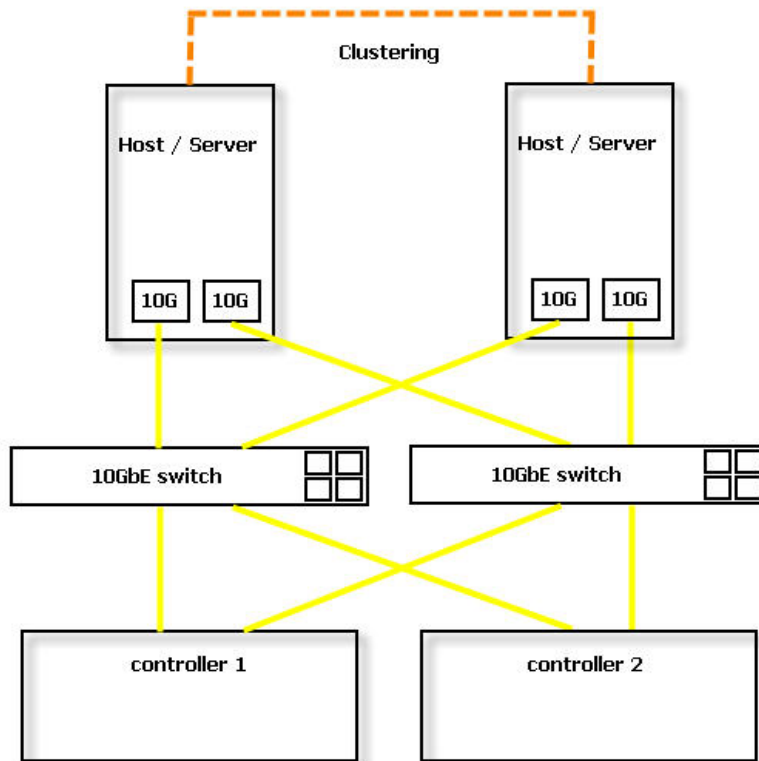 Clustering
Host / Server
Host / Server
10G
10G
10G
10G
10GbE switch
10GbE switch
controller 1
controller 2